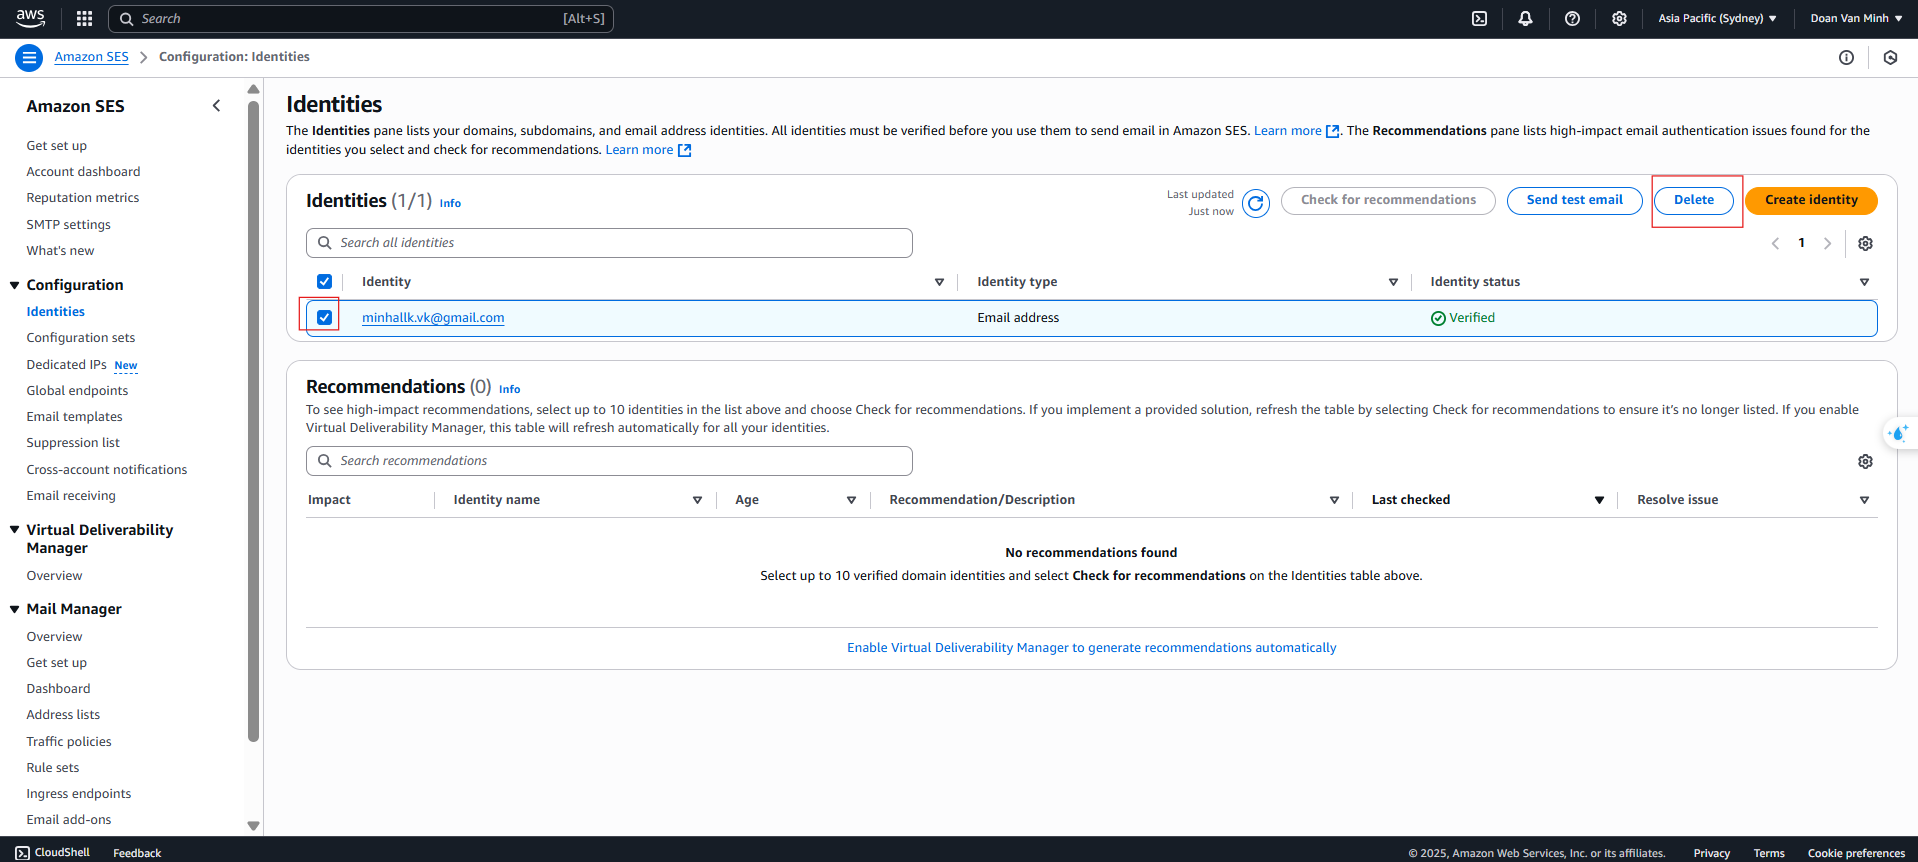 aws
Search [Alt+S]
Asia Pacific (Sydney)
Doan Van Minh
Amazon SES
Configuration: Identities
Amazon SES
Get set up
Account dashboard
Reputation metrics
SMTP settings
What's new
Configuration
Identities
Configuration sets
Dedicated IPs New
Global endpoints
Email templates
Suppression list
Cross-account notifications
Email receiving
Virtual Deliverability
Manager
Overview
Mail Manager
Overview
Get set up
Dashboard
Address lists
Traffic policies
Rule sets
Ingress endpoints
Email add-ons
Identities
The Identities pane lists your domains, subdomains, and email address identities. All identities must be verified before you use them to send email in Amazon SES. Learn more. The Recommendations pane lists high-impact email authentication issues found for the
identities you select and check for recommendations. Learn more
Identities (1/1) Info
Last updated
Just now
Check for recommendations
Send test email
Delete
Create identity
Search all identities
1
Identity Identity type Identity status
minhallk.vk@gmail.com Email address Verified
Recommendations (0) Info
To see high-impact recommendations, select up to 10 identities in the list above and choose Check for recommendations. If you implement a provided solution, refresh the table by selecting Check for recommendations to ensure it's no longer listed. If you enable
Virtual Deliverability Manager, this table will refresh automatically for all your identities.
Search recommendations
Impact Identity name Age Recommendation/Description Last checked Resolve issue
No recommendations found
Select up to 10 verified domain identities and select Check for recommendations on the Identities table above.
Enable Virtual Deliverability Manager to generate recommendations automatically
CloudShell Feedback
© 2025, Amazon Web Services, Inc. or its affiliates. Privacy Terms Cookie preferences